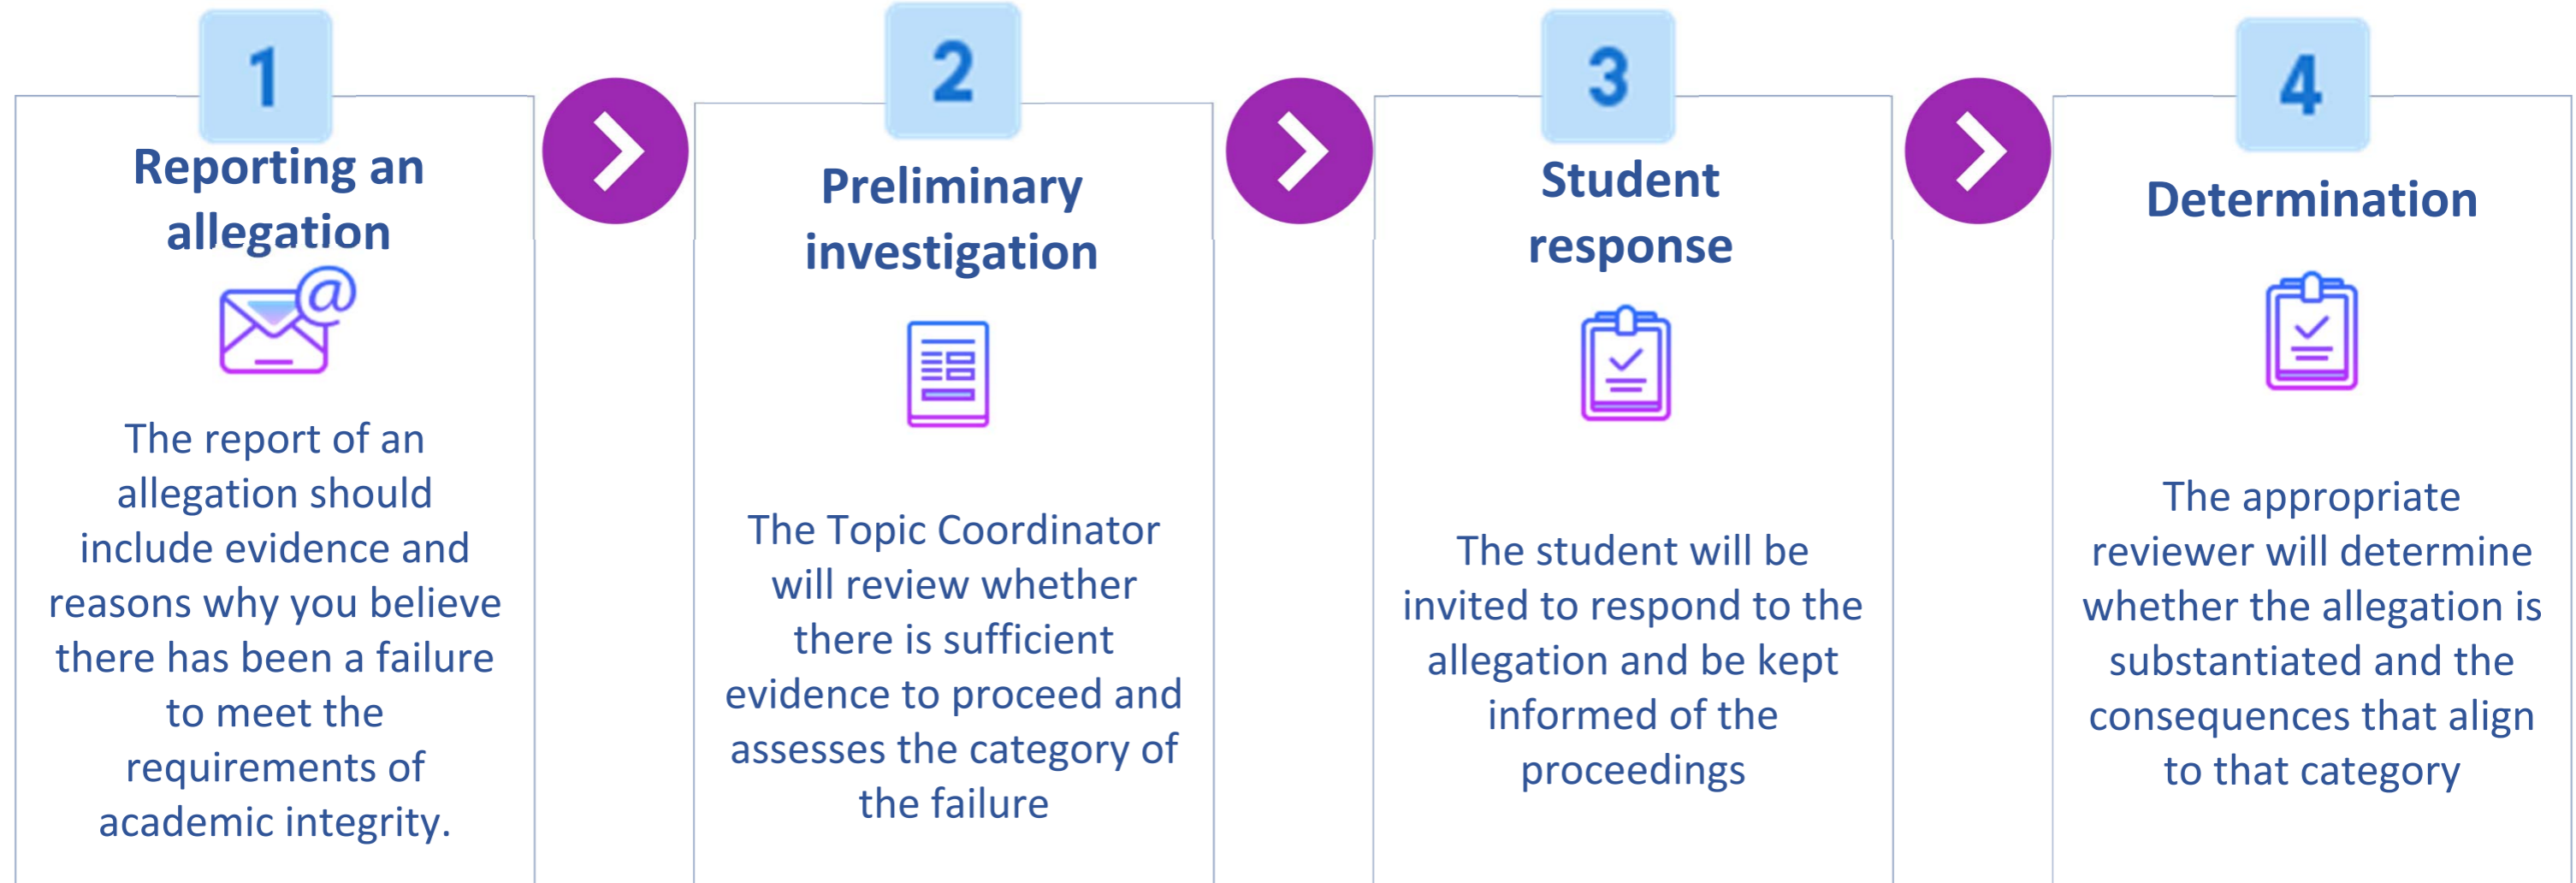 1
Reporting an
allegation
@
The report of an
allegation should
include evidence and
reasons why you believe
there has been a failure
to meet the
requirements of
academic integrity.
2
Preliminary
investigation
The Topic Coordinator
will review whether
there is sufficient
evidence to proceed and
assesses the category of
the failure
3
Student
response
The student will be
invited to respond to the
allegation and be kept
informed of the
proceedings
4
Determination
The appropriate
reviewer will determine
whether the allegation is
substantiated and the
consequences that align
to that category